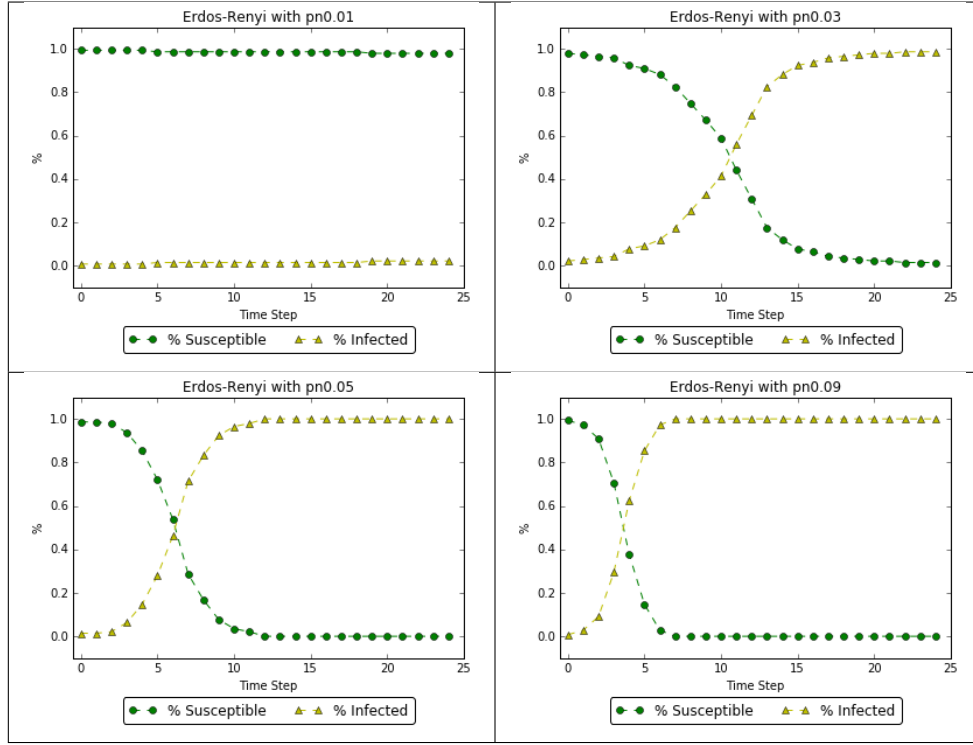 Erdos-Renyi with pn0.01
1.0
0.8
0.6
0.4
0.2
0.0
%
0 5 10 15 20 25
Time Step
% Susceptible % Infected
Erdos-Renyi with pn0.03
1.0
0.8
0.6
0.4
0.2
0.0
%
0 5 10 15 20 25
Time Step
% Susceptible % Infected
Erdos-Renyi with pn0.05
1.0
0.8
0.6
0.4
0.2
0.0
%
0 5 10 15 20 25
Time Step
% Susceptible % Infected
Erdos-Renyi with pn0.09
1.0
0.8
0.6
0.4
0.2
0.0
%
0 5 10 15 20 25
Time Step
% Susceptible % Infected